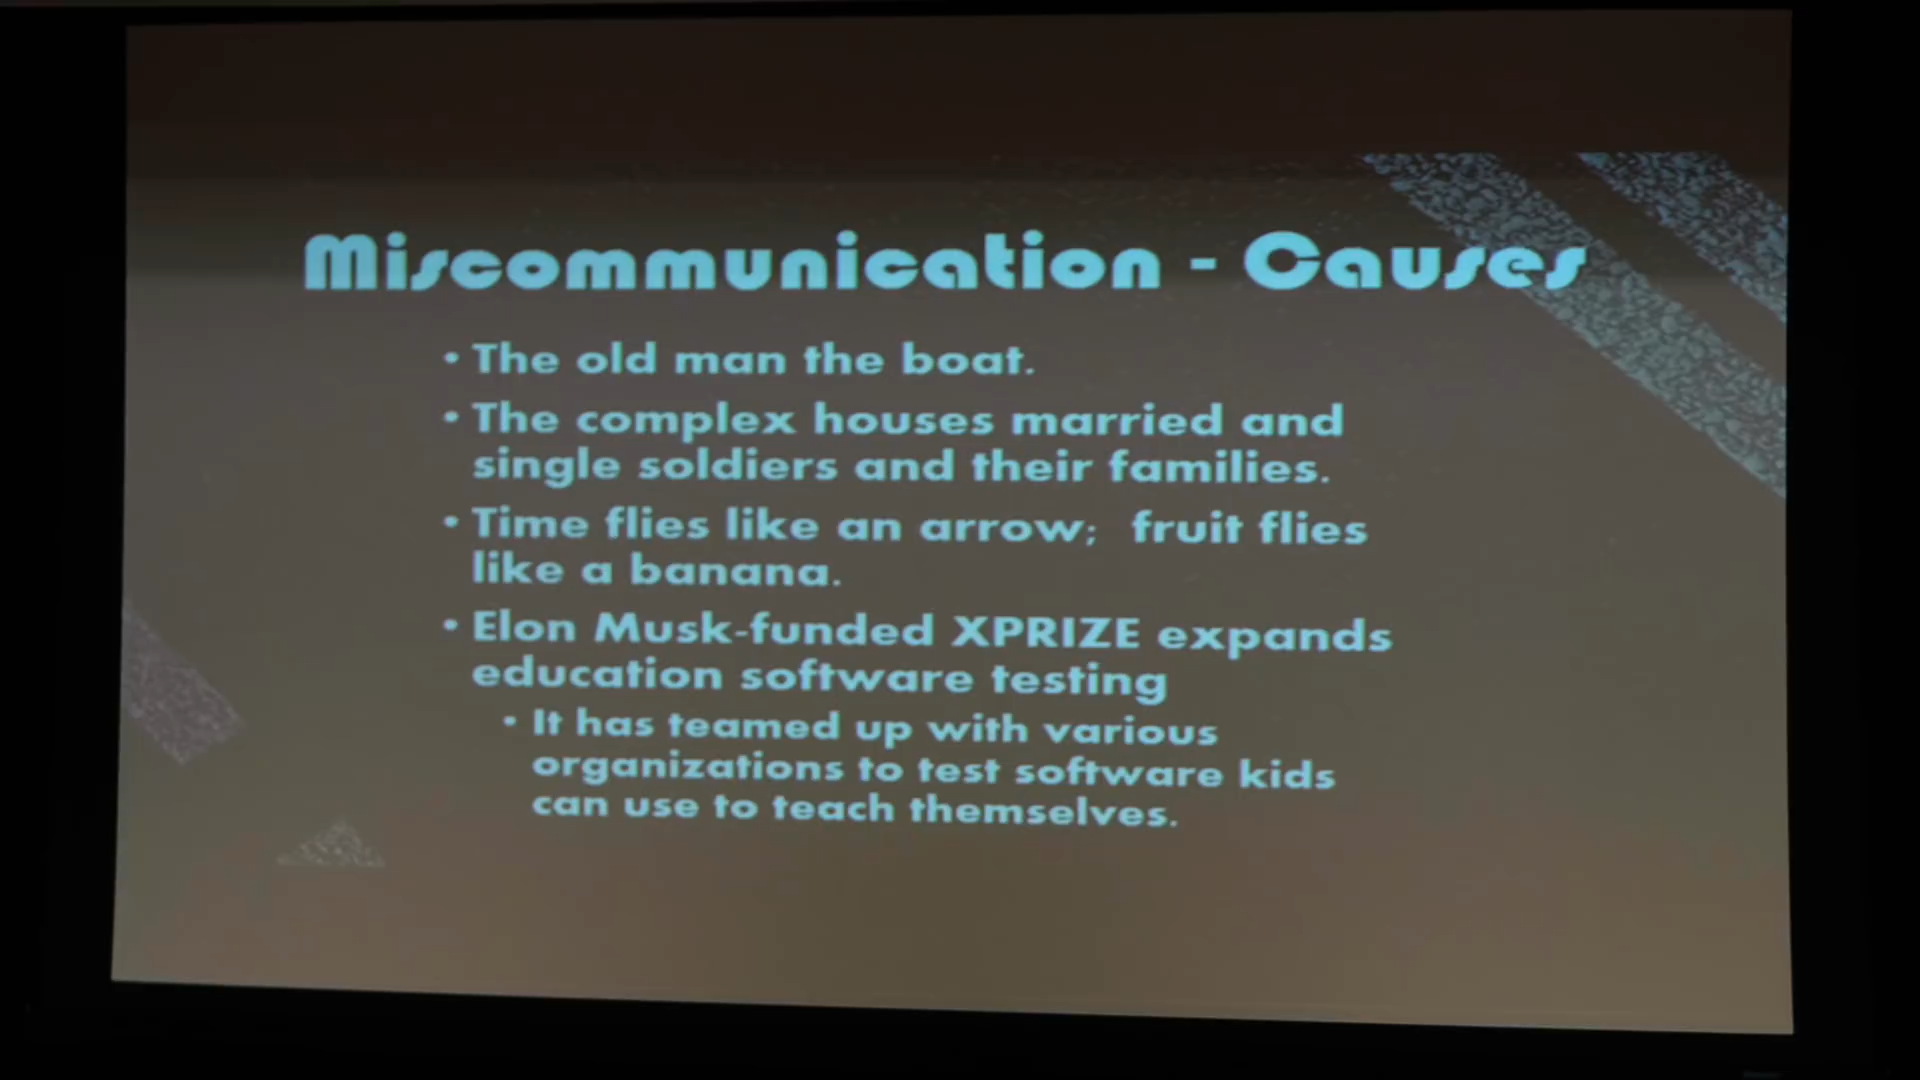 Miscommunication - Causes
• The old man the boat.
• The complex houses married and
single soldiers and their families.
• Time flies like an arrow; fruit flies
like a banana.
• Elon Musk-funded XPRIZE expands
education software testing
• It has teamed up with various
organizations to test software kids
can use to teach themselves.